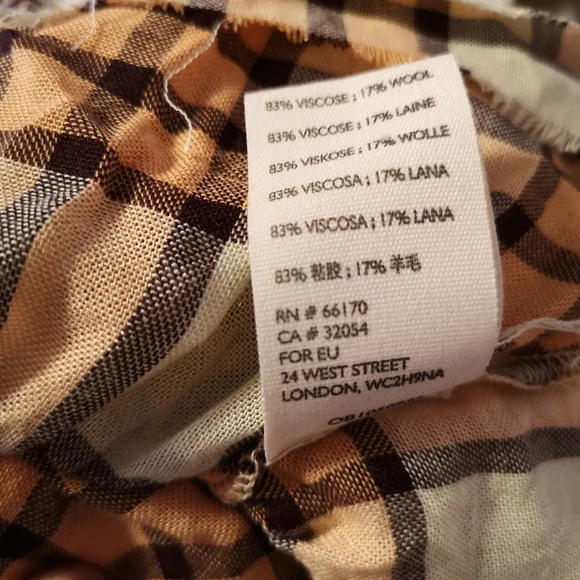 83% VISCOSE ; 17% WOOL
83% VISCOSE ; 17% LAINE
83% VISKOSE ; 17% WOLLE
83% VISCOSA ; 17% LANA
83% VISCOSA ; 17% LANA
83% 粘胶 ; 17% 羊毛
RN # 66170
CA # 32054
FOR EU
24 WEST STREET
LONDON, WC2H9NA